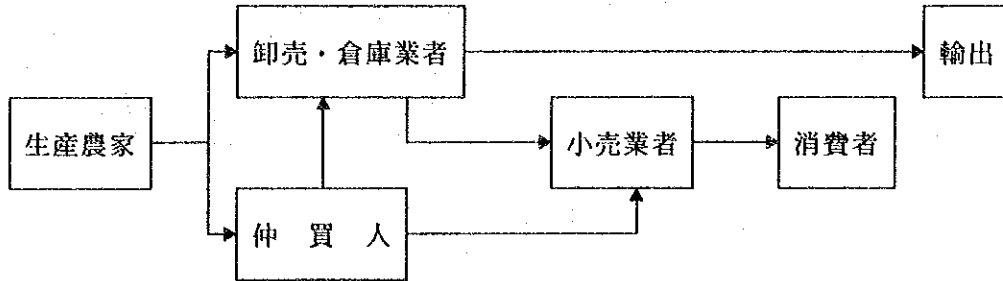 卸売・倉庫業者
輸出
生産農家
小売業者
消費者
仲買人